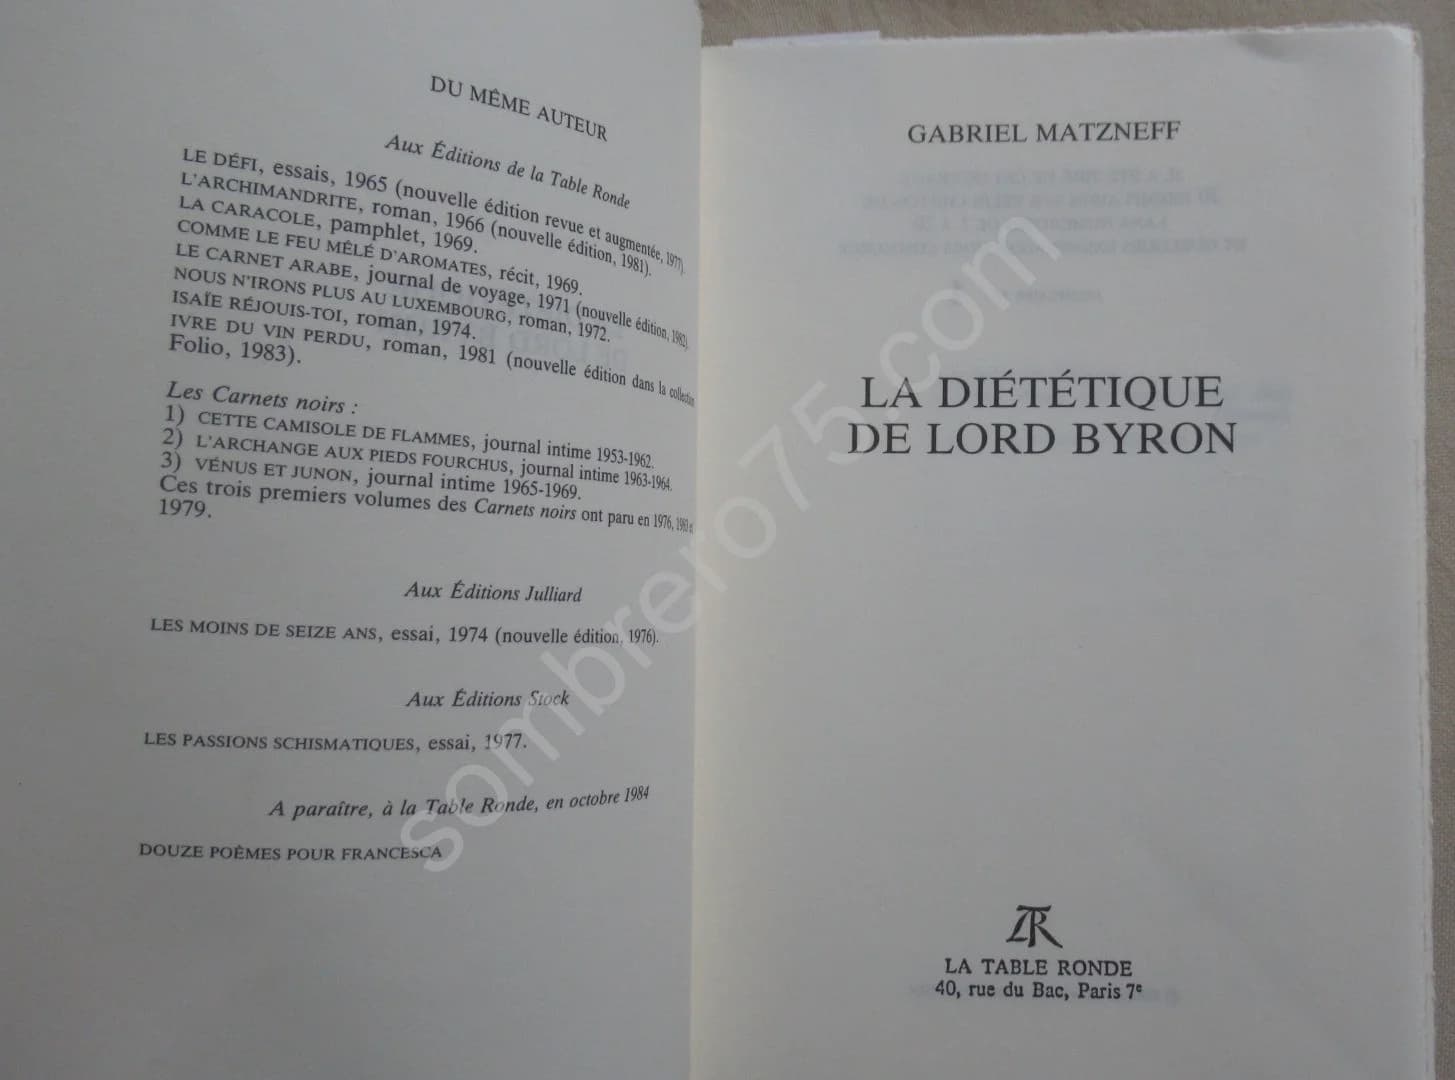 DU MÊME AUTEUR
Aux Éditions de la Table Ronde
LE DÉFI, essais, 1965 (nouvelle édition revue et augmentée, 1977).
L'ARCHIMANDRITE, roman, 1966 (nouvelle édition, 1981).
LA CARACOLE, pamphlet, 1969.
COMME LE FEU MÊLÉ D'AROMATES, récit, 1969.
LE CARNET ARABE, journal de voyage, 1971 (nouvelle édition, 1982).
NOUS N'IRONS PLUS AU LUXEMBOURG, roman, 1972.
ISAÏE RÉJOUIS-TOI, roman, 1974.
IVRE DU VIN PERDU, roman, 1981 (nouvelle édition dans la collection
Folio, 1983).
Les Carnets noirs :
1) CETTE CAMISOLE DE FLAMMES, journal intime 1953-1962.
2) L'ARCHANGE AUX PIEDS FOURCHUS, journal intime 1963-1964.
3) VÉNUS ET JUNON, journal intime 1965-1969.
Ces trois premiers volumes des Carnets noirs ont paru en 1976,
1979.
Aux Éditions Julliard
LES MOINS DE SEIZE ANS, essai, 1974 (nouvelle édition, 1976).
Aux Éditions Stock
LES PASSIONS SCHISMATIQUES, essai, 1977.
A paraître, à la Table Ronde, en octobre 1984
DOUZE POÈMES POUR FRANCESCA
GABRIEL MATZNEFF
LA DIÉTÉTIQUE
DE LORD BYRON
LA TABLE RONDE
40, rue du Bac, Paris 7e
sombrero75.com